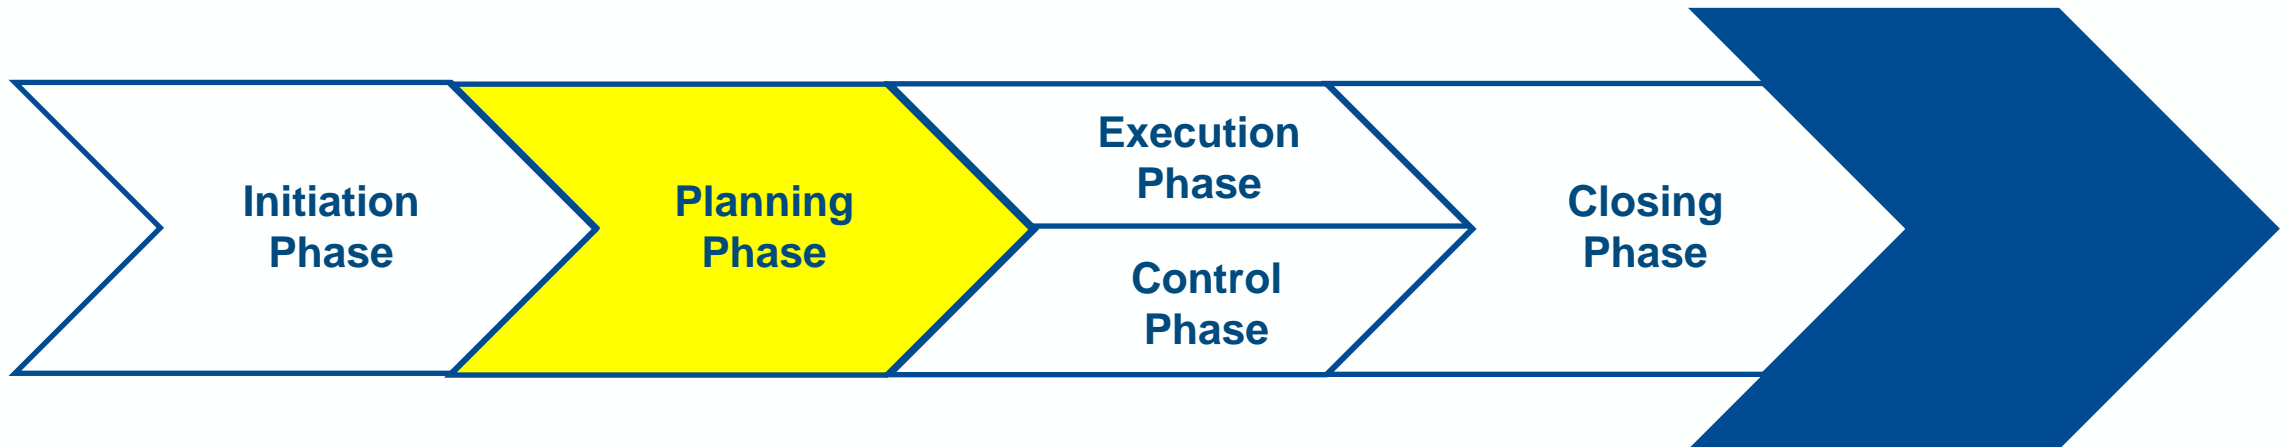 Initiation
Phase
Planning
Phase
Execution
Phase
Control
Phase
Closing
Phase